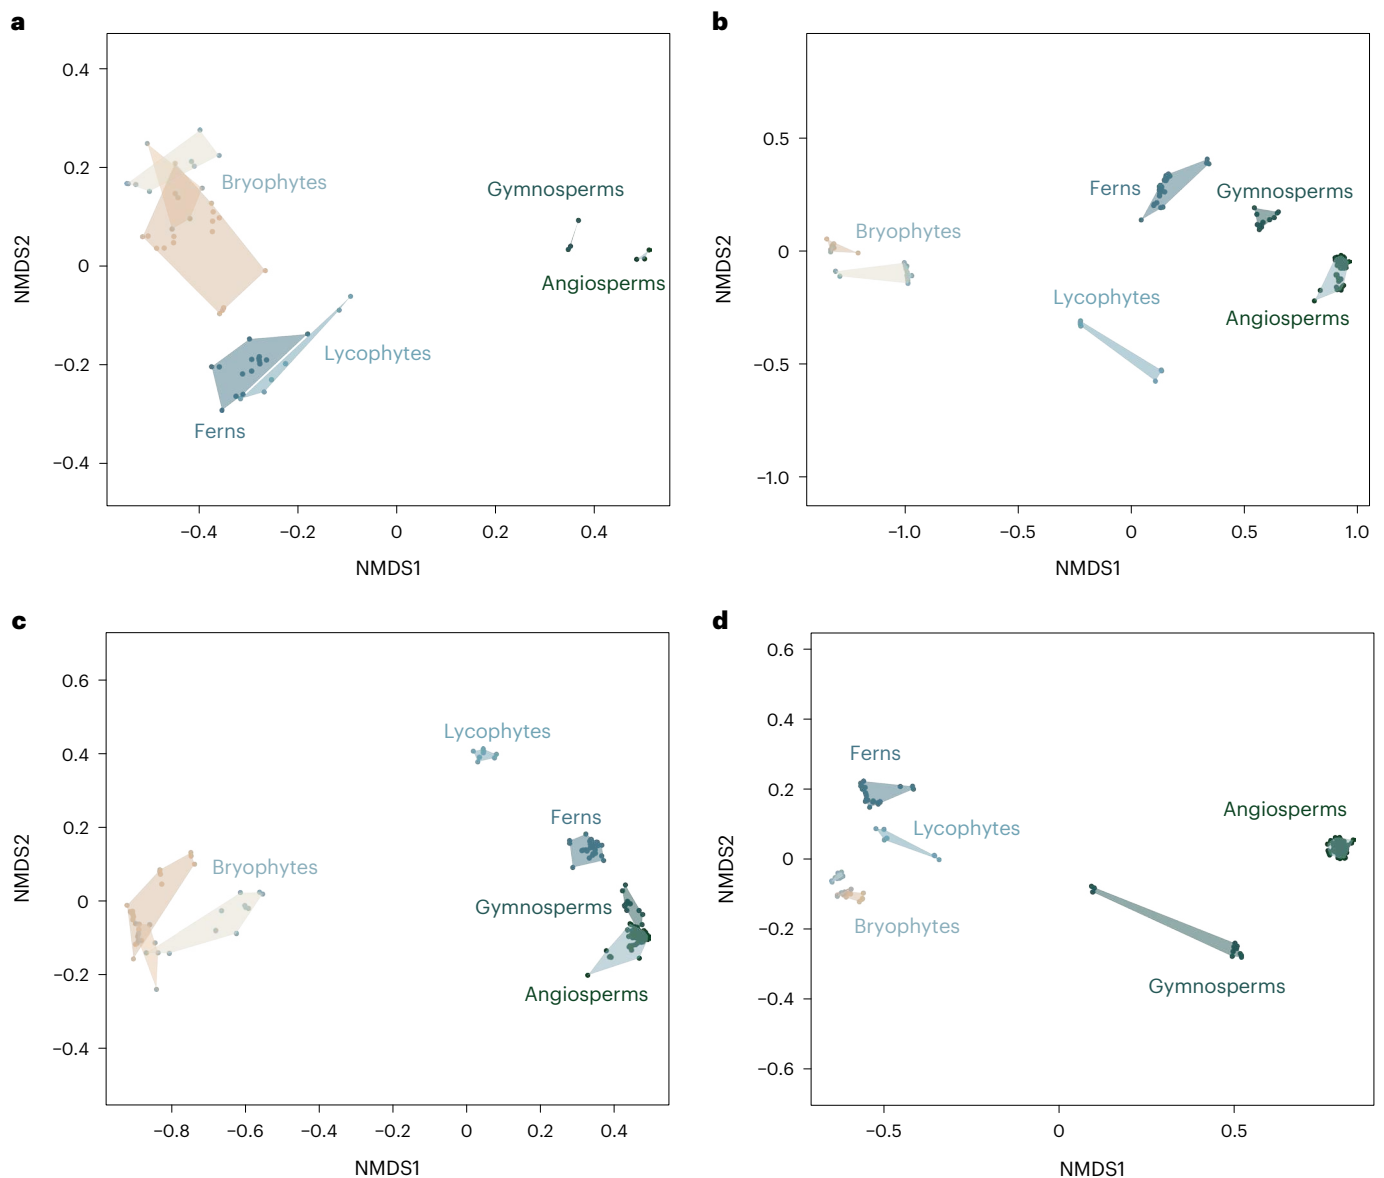 a
b
0.4
0.2
0
−0.2
−0.4
NMDS2
Bryophytes
Gymnosperms
Angiosperms
Lycophytes
Ferns
−0.4 −0.2 0 0.2 0.4
NMDS1
0.5
0
−0.5
−1.0
NMDS2
Ferns
Gymnosperms
Bryophytes
Lycophytes
Angiosperms
−1.0 −0.5 0 0.5 1.0
NMDS1
c
d
0.6
0.4
0.2
0
−0.2
−0.4
NMDS2
Lycophytes
Ferns
Bryophytes
Gymnosperms
Angiosperms
−0.8 −0.6 −0.4 −0.2 0 0.2 0.4
NMDS1
0.6
0.4
0.2
0
−0.2
−0.4
−0.6
NMDS2
Ferns
Angiosperms
Lycophytes
Bryophytes
Gymnosperms
−0.5 0 0.5
NMDS1